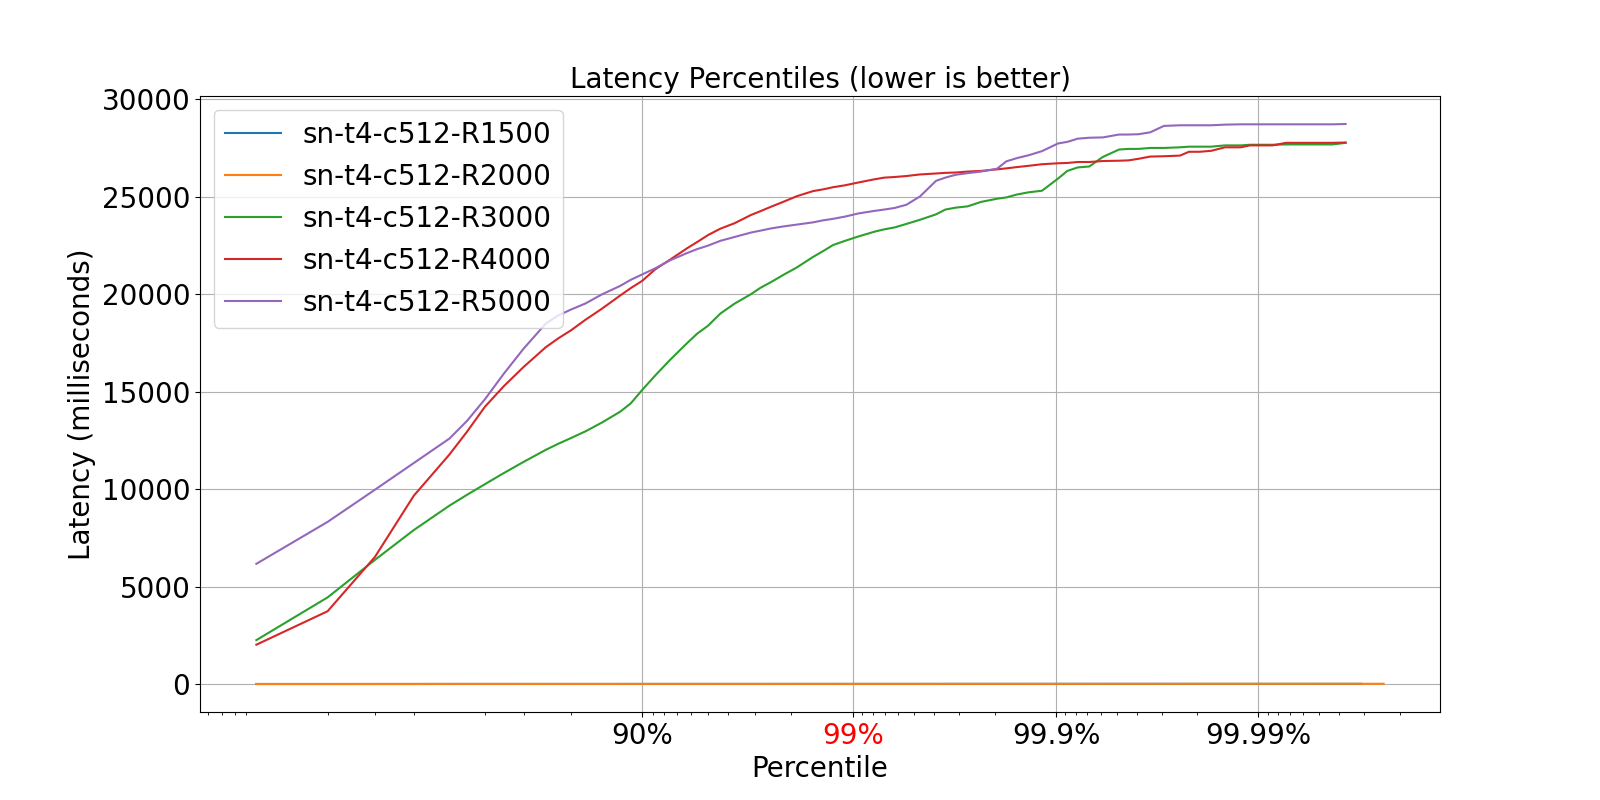 Latency Percentiles (lower is better)
30000
25000
20000
15000
10000
5000
0
Latency (milliseconds)
sn-t4-c512-R1500
sn-t4-c512-R2000
sn-t4-c512-R3000
sn-t4-c512-R4000
sn-t4-c512-R5000
90% 99% 99.9% 99.99%
Percentile